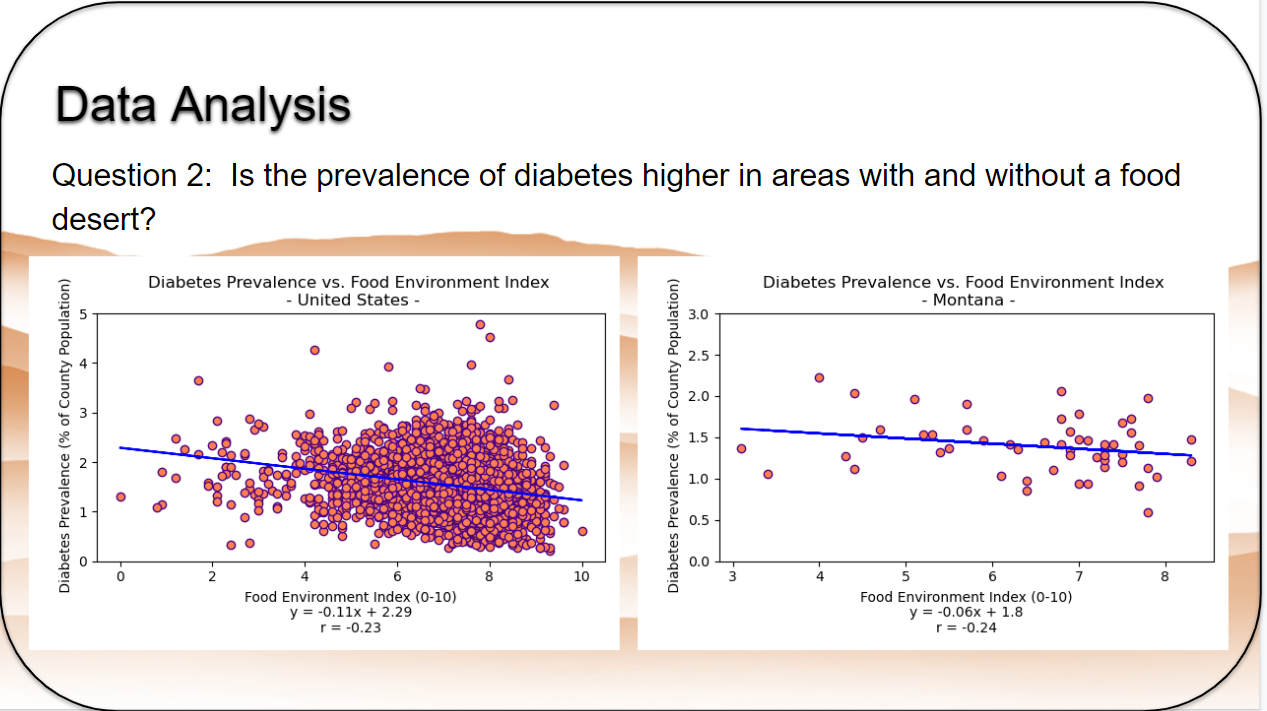 Data Analysis
Question 2:  Is the prevalence of diabetes higher in areas with and without a food
desert?
Diabetes Prevalence vs. Food Environment Index
- United States -
Diabetes Prevalence (% of County Population)
5
4
3
2
1
0
0 2 4 6 8 10
Food Environment Index (0-10)
y = -0.11x + 2.29
r = -0.23
Diabetes Prevalence vs. Food Environment Index
- Montana -
Diabetes Prevalence (% of County Population)
3.0
2.5
2.0
1.5
1.0
0.5
0.0
3 4 5 6 7 8
Food Environment Index (0-10)
y = -0.06x + 1.8
r = -0.24